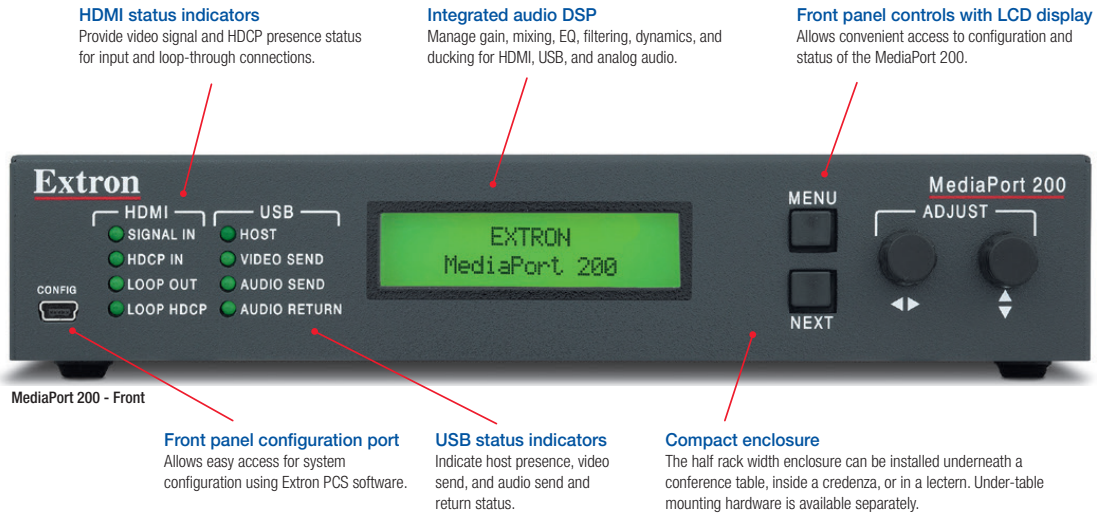 HDMI status indicators
Provide video signal and HDCP presence status
for input and loop-through connections.
Integrated audio DSP
Manage gain, mixing, EQ, filtering, dynamics, and
ducking for HDMI, USB, and analog audio.
Front panel controls with LCD display
Allows convenient access to configuration and
status of the MediaPort 200.
Extron
HDMI
SIGNAL IN
HDCP IN
LOOP OUT
LOOP HDCP
USB
HOST
VIDEO SEND
AUDIO SEND
AUDIO RETURN
CONFIG
EXTRON
MediaPort 200
MENU
NEXT
MediaPort 200
ADJUST
MediaPort 200 - Front
Front panel configuration port
Allows easy access for system
configuration using Extron PCS software.
USB status indicators
Indicate host presence, video
send, and audio send and
return status.
Compact enclosure
The half rack width enclosure can be installed underneath a
conference table, inside a credenza, or in a lectern. Under-table
mounting hardware is available separately.